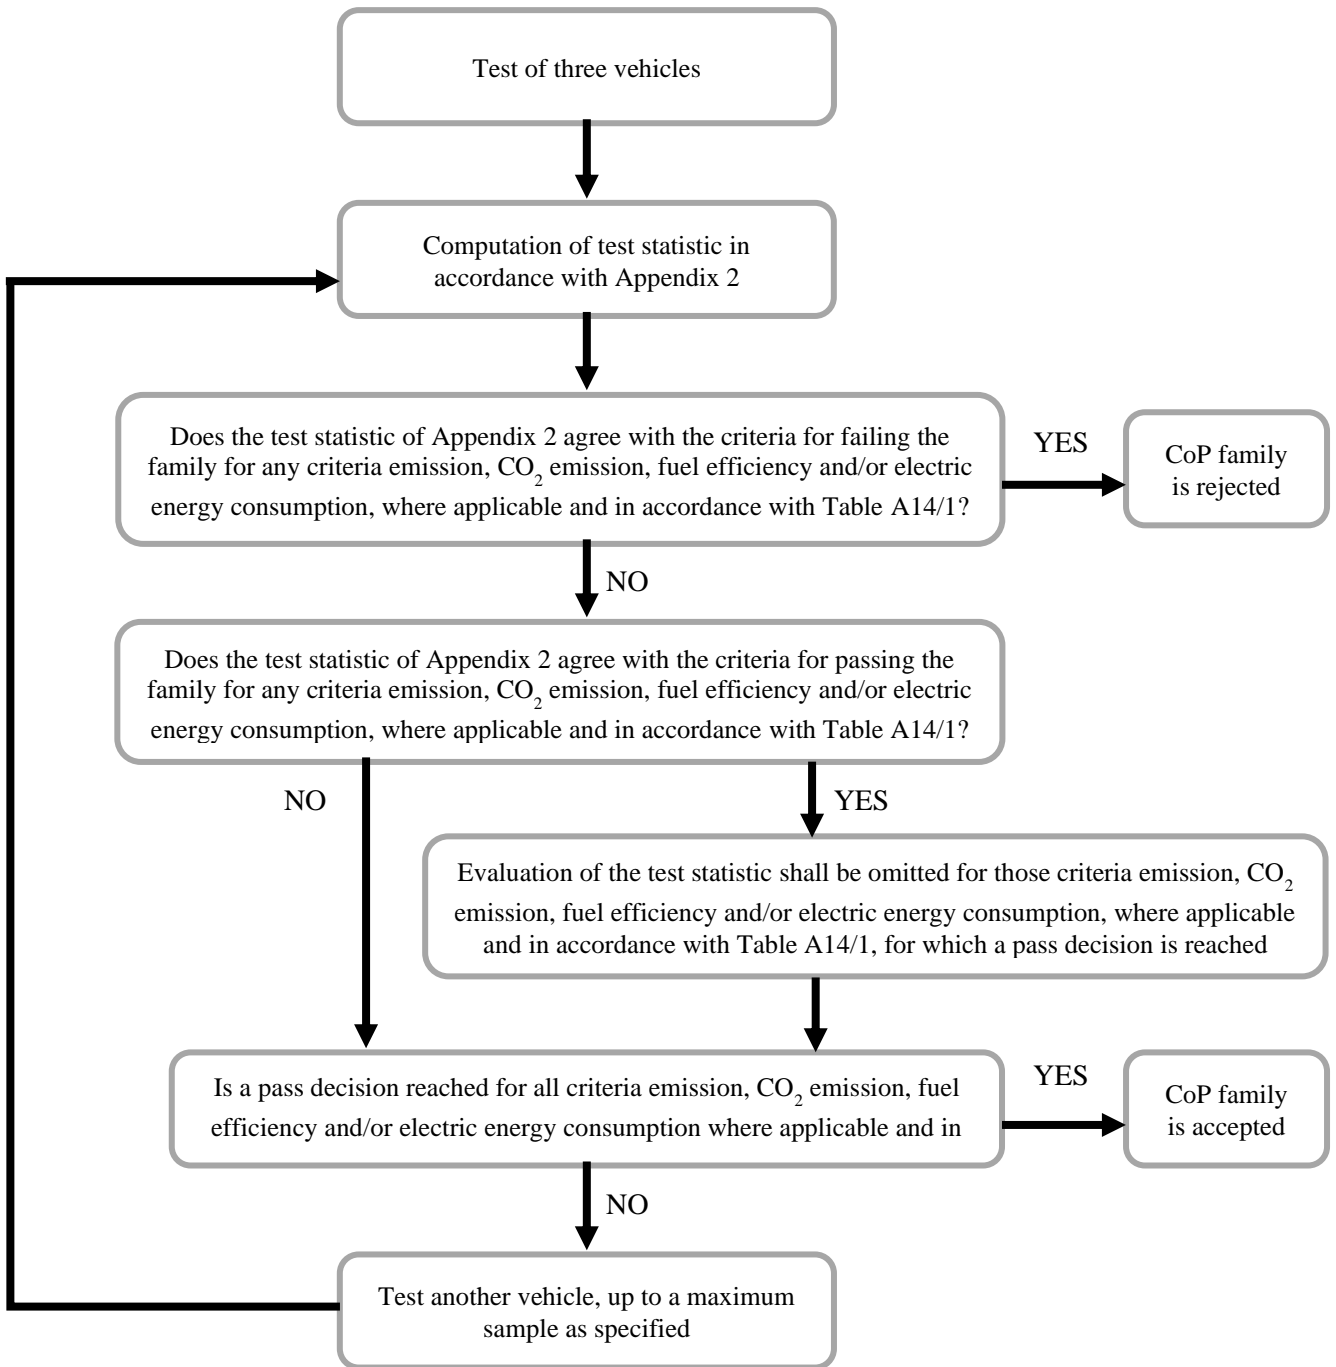 Test of three vehicles
Computation of test statistic in
accordance with Appendix 2
Does the test statistic of Appendix 2 agree with the criteria for failing the
family for any criteria emission, CO₂ emission, fuel efficiency and/or electric
energy consumption, where applicable and in accordance with Table A14/1?
YES
CoP family
is rejected
NO
Does the test statistic of Appendix 2 agree with the criteria for passing the
family for any criteria emission, CO₂ emission, fuel efficiency and/or electric
energy consumption, where applicable and in accordance with Table A14/1?
NO
YES
Evaluation of the test statistic shall be omitted for those criteria emission, CO₂
emission, fuel efficiency and/or electric energy consumption, where applicable
and in accordance with Table A14/1, for which a pass decision is reached
Is a pass decision reached for all criteria emission, CO₂ emission, fuel
efficiency and/or electric energy consumption where applicable and in
YES
CoP family
is accepted
NO
Test another vehicle, up to a maximum
sample as specified